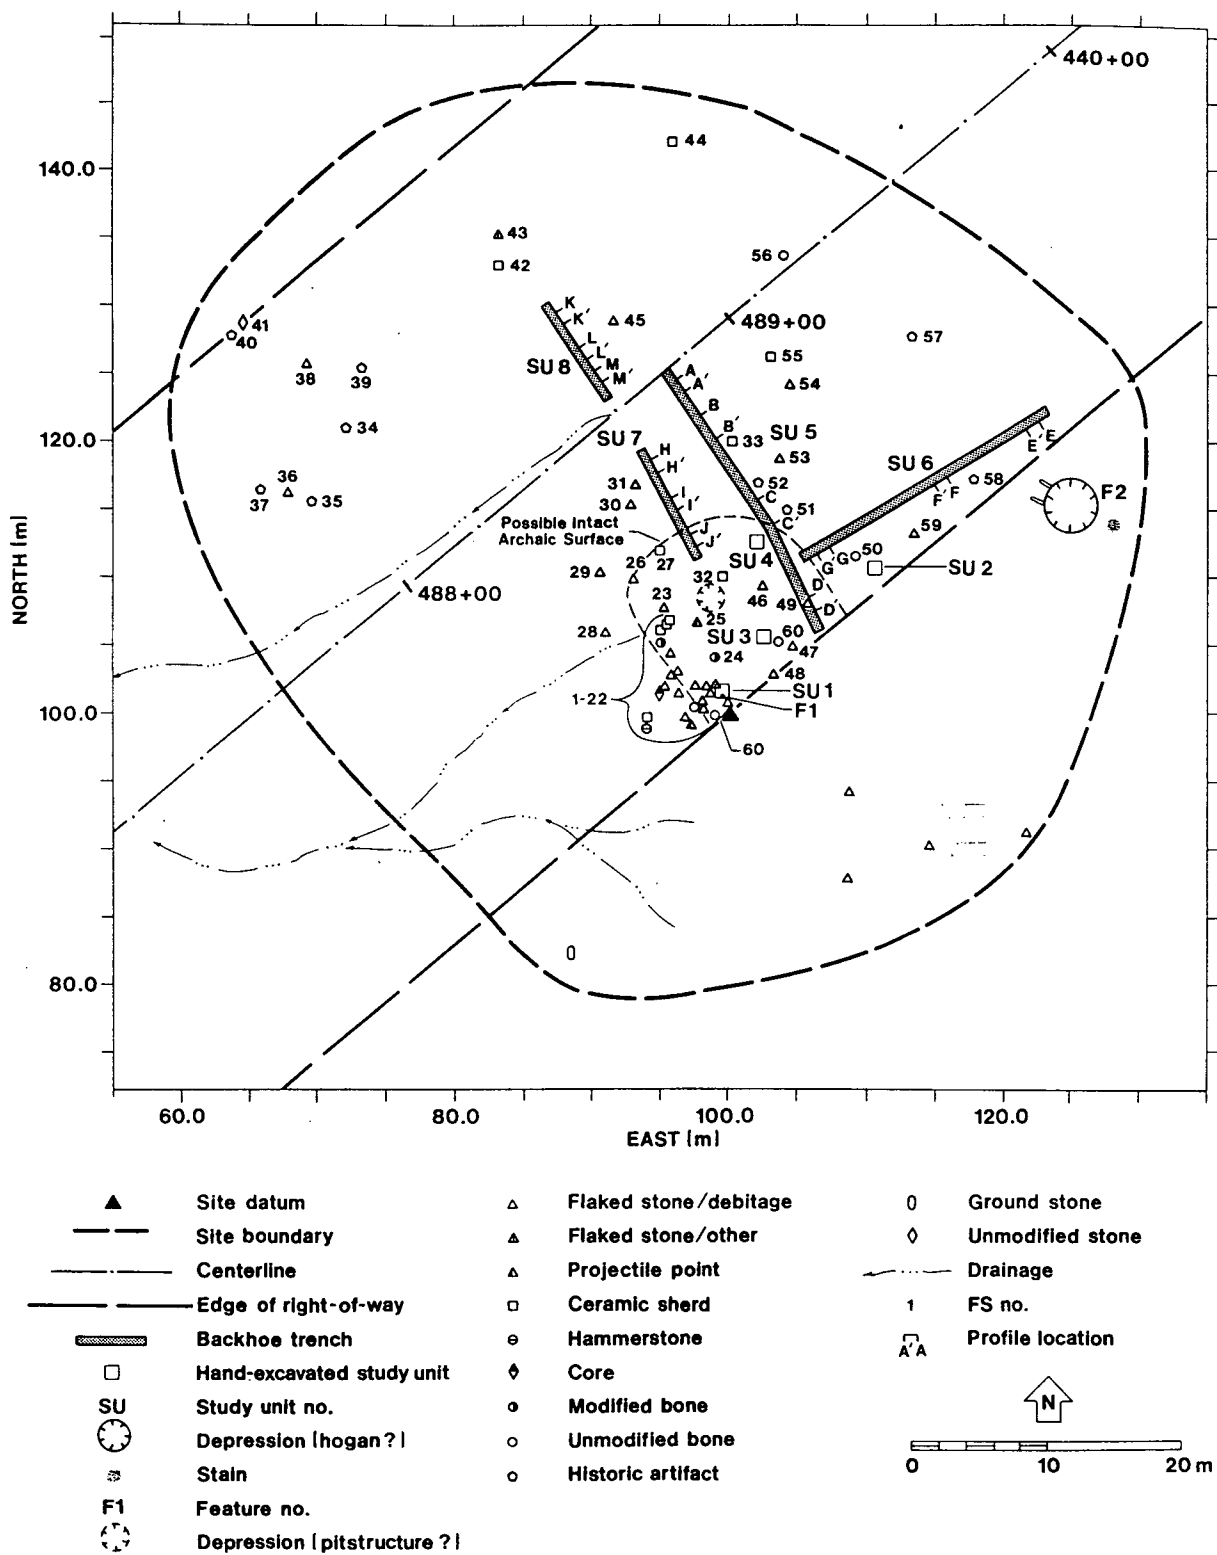 440+00
44
140.0
43
42
56
K
K'
45
489+00
41
40
L
L'
57
SU 8
M
M'
55
38
39
A
A'
54
B
34
120.0
SU 7
B'
33
SU 5
E'
E
H
H'
53
SU 6
36
31
52
F'
F
58
F2
37
35
30
I
I'
C
51
C'
59
Possible Intact
Archaic Surface
J
J'
SU 4
G'
G
50
27
SU 2
29
26
32
D
488+00
23
46
49
D'
25
28
SU 3
60
47
24
48
1-22
SU 1
F1
100.0
60
80.0
NORTH (m)
60.0
80.0
100.0
120.0
EAST (m)
Site datum
Site boundary
Centerline
Edge of right-of-way
Backhoe trench
Hand-excavated study unit
SU Study unit no.
Depression (hogan?)
Stain
F1 Feature no.
Depression (pitstructure?)
Flaked stone/debitage
Flaked stone/other
Projectile point
Ceramic sherd
Hammerstone
Core
Modified bone
Unmodified bone
Historic artifact
Ground stone
Unmodified stone
Drainage
1 FS no.
A' A Profile location
N
0 10 20 m